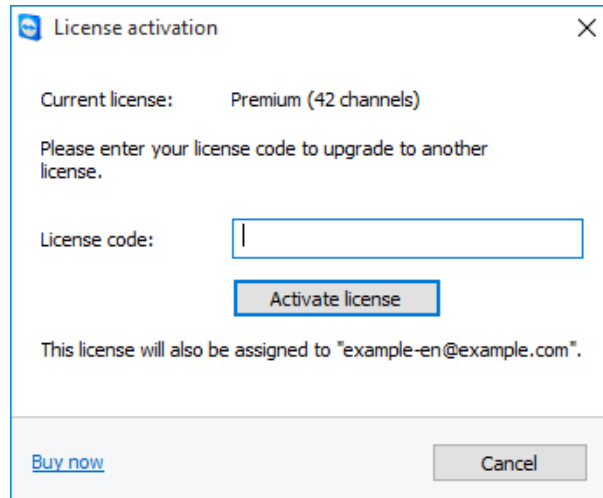 License activation
Current license: Premium (42 channels)
Please enter your license code to upgrade to another
license.
License code:
Activate license
This license will also be assigned to "example-en@example.com".
Buy now Cancel